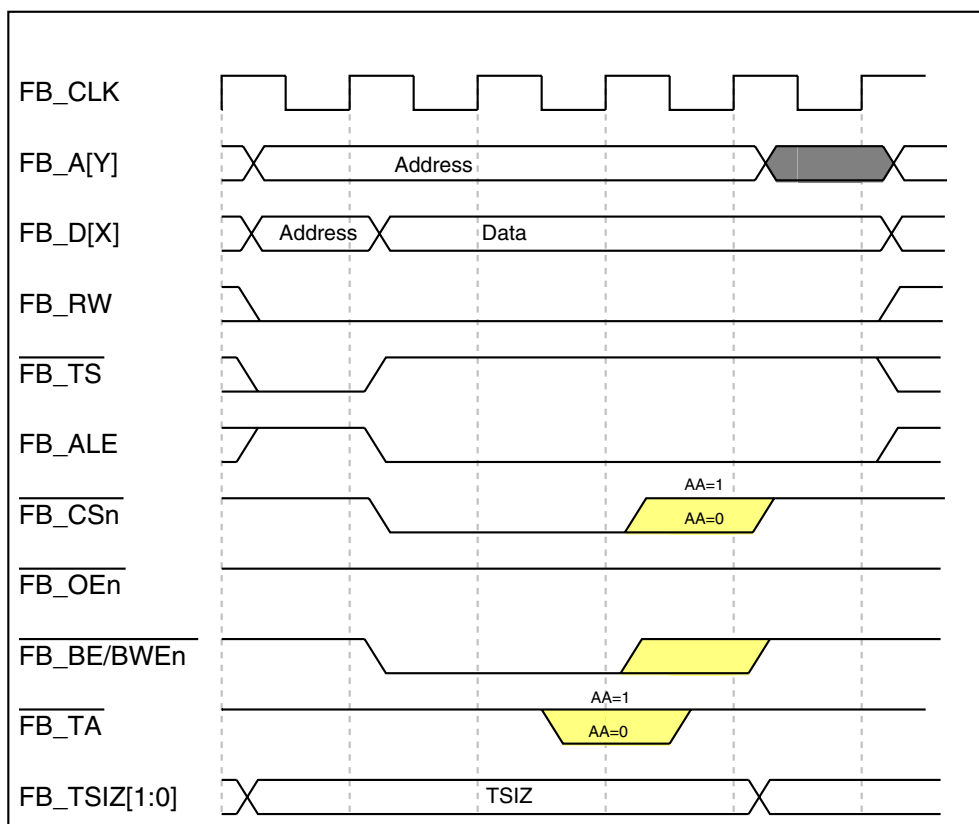 FB_CLK
FB_A[Y]
Address
FB_D[X]
Address
Data
FB_RW
FB_TS
FB_ALE
AA=1
FB_CSn
AA=0
FB_OEn
FB_BE/BWEn
AA=1
FB_TA
AA=0
FB_TSIZ[1:0]
TSIZ